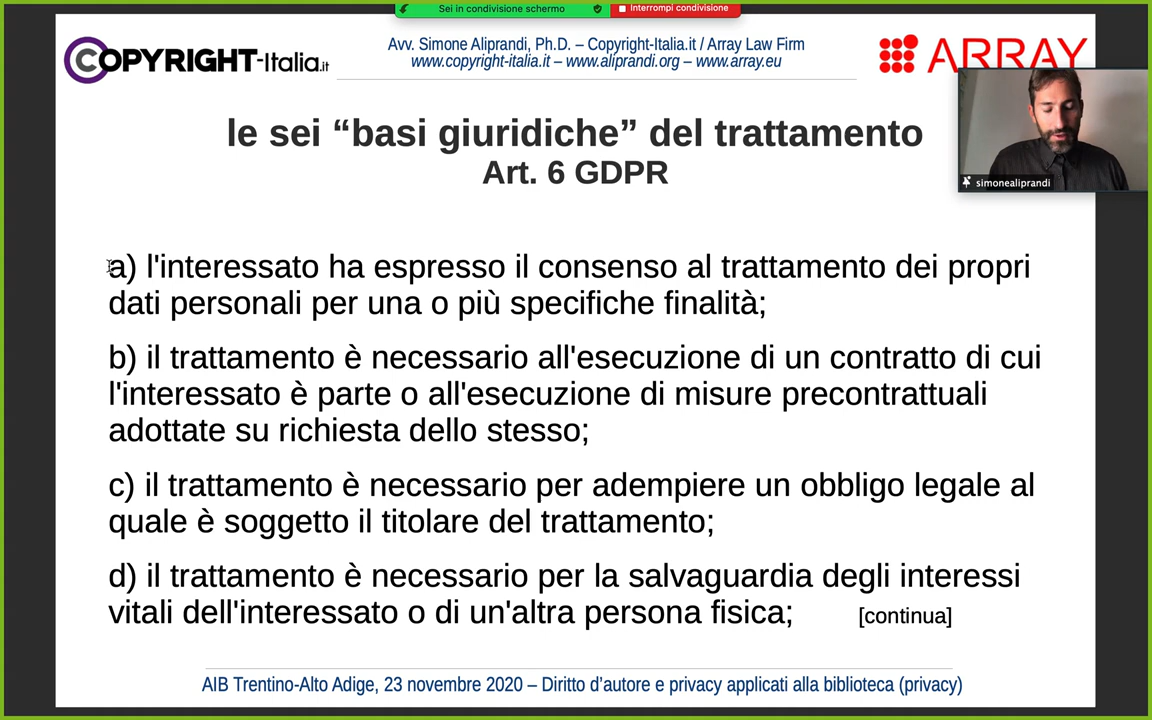 Sei in condivisione schermo
Interrompi condivisione
COPYRIGHT-Italia.it
Avv. Simone Aliprandi, Ph.D. – Copyright-Italia.it / Array Law Firm
www.copyright-italia.it – www.aliprandi.org – www.array.eu
ARRAY
simonealiprandi
le sei “basi giuridiche” del trattamento
Art. 6 GDPR
a) l'interessato ha espresso il consenso al trattamento dei propri
dati personali per una o più specifiche finalità;
b) il trattamento è necessario all'esecuzione di un contratto di cui
l'interessato è parte o all'esecuzione di misure precontrattuali
adottate su richiesta dello stesso;
c) il trattamento è necessario per adempiere un obbligo legale al
quale è soggetto il titolare del trattamento;
d) il trattamento è necessario per la salvaguardia degli interessi
vitali dell'interessato o di un'altra persona fisica; [continua]
AIB Trentino-Alto Adige, 23 novembre 2020 – Diritto d’autore e privacy applicati alla biblioteca (privacy)